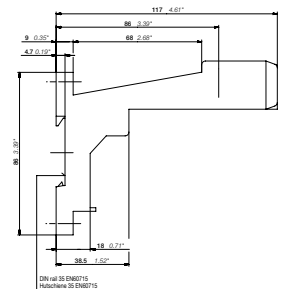 117 4.61"
86 3.39"
9 0.35" 68 2.68"
4.7 0.19"
86 3.39"
18 0.71"
38.5 1.52"
DIN rail 35 EN60715
Hutschiene 35 EN60715